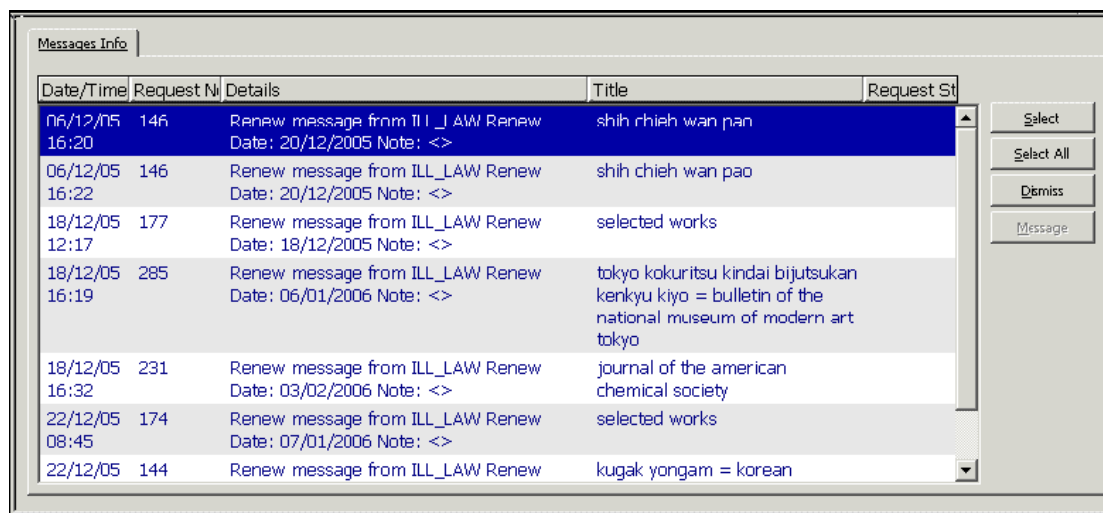 Messages Info
Date/Time Request N Details Title Request St
06/12/05 146 Renew message from ILL_LAW Renew shih chieh wan pao
16:20 Date: 20/12/2005 Note: <>
06/12/05 146 Renew message from ILL_LAW Renew shih chieh wan pao
16:22 Date: 20/12/2005 Note: <>
18/12/05 177 Renew message from ILL_LAW Renew selected works
12:17 Date: 18/12/2005 Note: <>
18/12/05 285 Renew message from ILL_LAW Renew tokyo kokuritsu kindai bijutsukan
16:19 Date: 06/01/2006 Note: <> kenkyu kiyo = bulletin of the
national museum of modern art
tokyo
18/12/05 231 Renew message from ILL_LAW Renew journal of the american
16:32 Date: 03/02/2006 Note: <> chemical society
22/12/05 174 Renew message from ILL_LAW Renew selected works
08:45 Date: 07/01/2006 Note: <>
22/12/05 144 Renew message from ILL_LAW Renew kugak yongam = korean
Select
Select All
Dismiss
Message